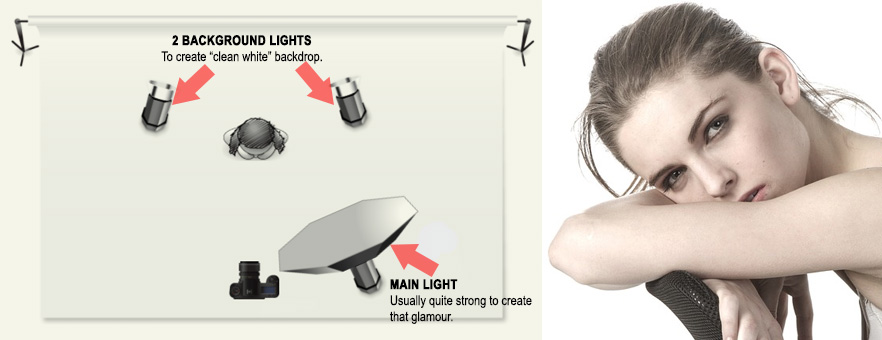 2 BACKGROUND LIGHTS
To create “clean white” backdrop.
MAIN LIGHT
Usually quite strong to create
that glamour.